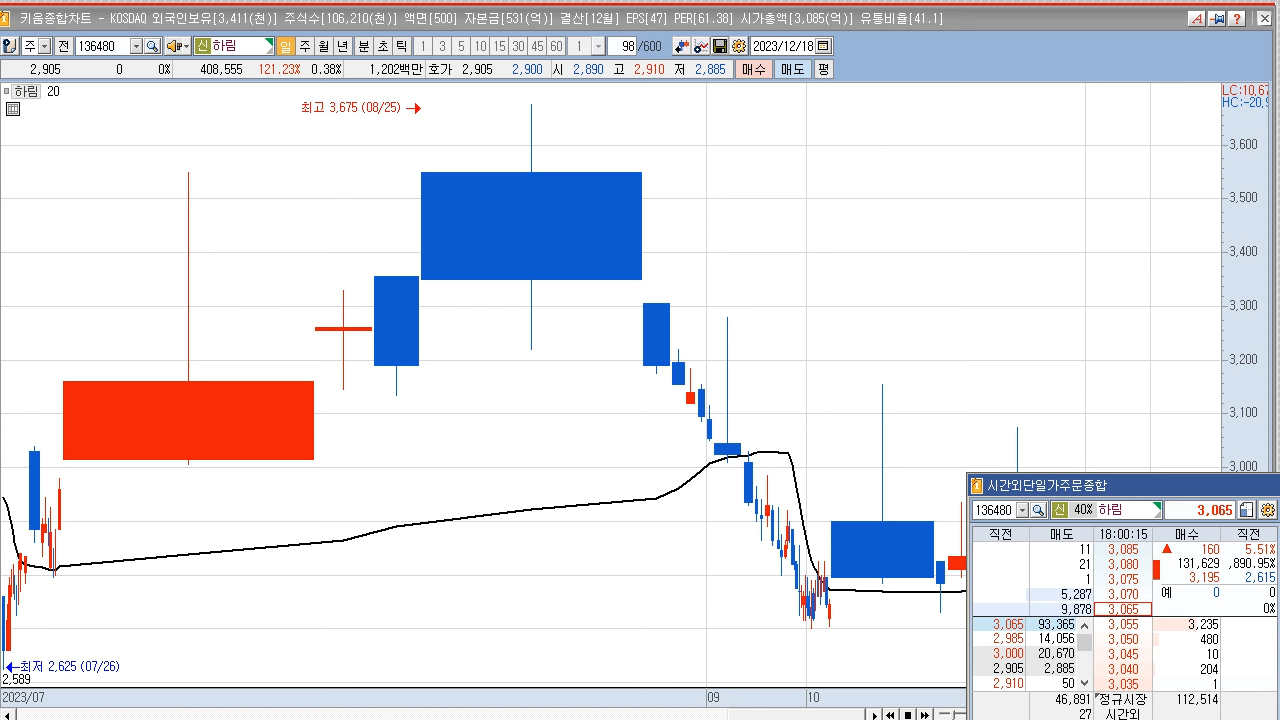 키움종합차트 - KOSDAQ 외국인보유[3,411(천)] 주식수[106,210(천)] 액면[500] 자본금[531(억)] 결산[12월] EPS[47] PER[61,38] 시가총액[3,085(억)] 유통비율[41.1]
주 전 136480 신 하림 일 주 월 년 분 초 틱 1 3 5 10 15 30 45 60 1 98 /600 2023/12/18
2,905 0 0% 408,555 121.23% 0.38% 1,202백만 호가 2,905 2,900 시 2,890 고 2,910 저 2,885 매수 매도 평
하림 20
LC:10,67
HC:-20,9
최고 3,675 (08/25)
3,600
3,500
3,400
3,300
3,200
3,100
3,000
최저 2,625 (07/26)
2,589
2023/07 09 10
시간외단일가주문종합
136480 신 40% 하림 3,065
직전 매도 18:00:15 매수 직전
11 3,085 160 5.51%
21 3,080 131,629 ,890.95%
1 3,075 3,195 2,615
5,287 3,070 예 0 0
9,878 3,065 0%
3,065 93,365 3,055 3,235
2,985 14,056 3,050 480
3,000 20,670 3,045 10
2,905 2,885 3,040 204
2,910 50 3,035 1
46,891 정규시장 112,514
27 시간외